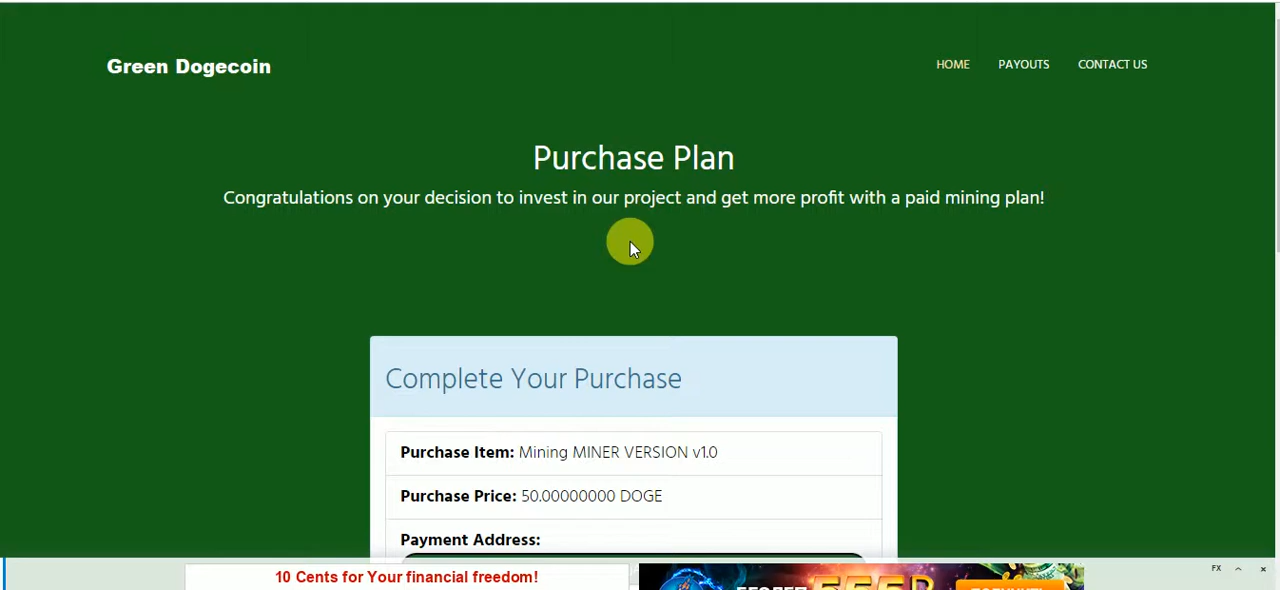 Green Dogecoin
HOME PAYOUTS CONTACT US
Purchase Plan
Congratulations on your decision to invest in our project and get more profit with a paid mining plan!
Complete Your Purchase
Purchase Item: Mining MINER VERSION v1.0
Purchase Price: 50.00000000 DOGE
Payment Address:
10 Cents for Your financial freedom!
FX